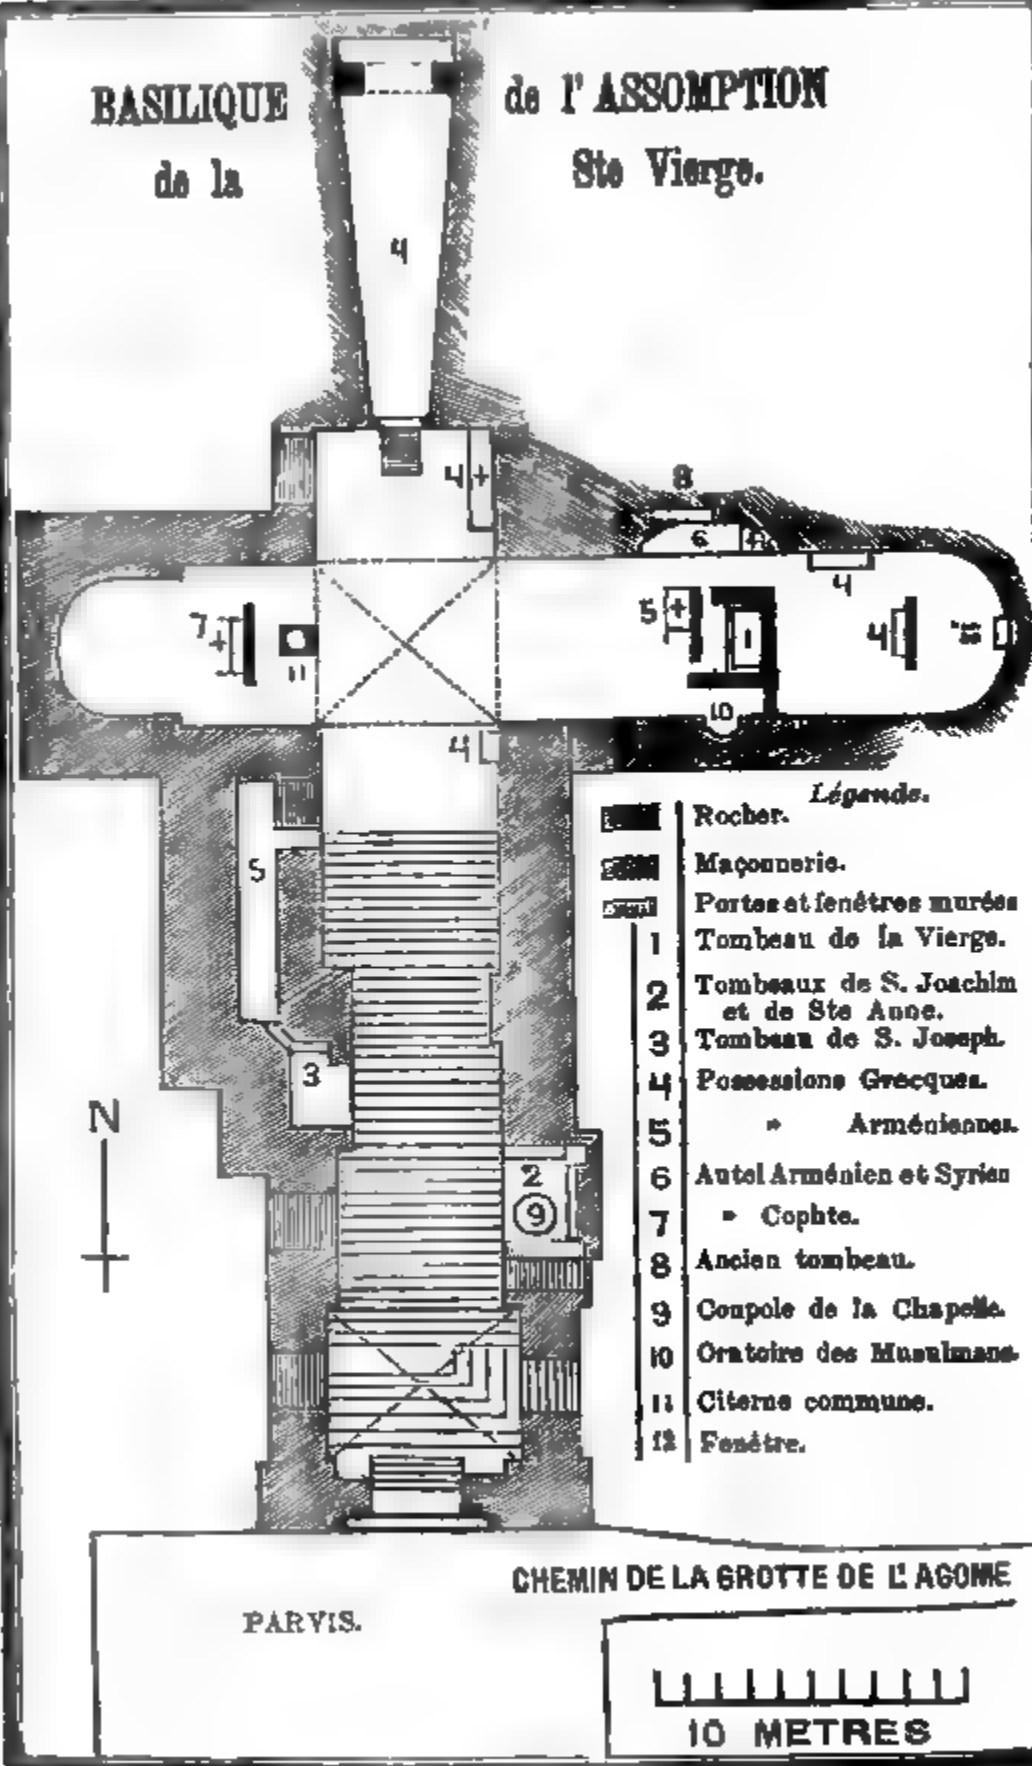 BASILIQUE de l'ASSOMPTION
de la Ste Vierge.
4
4
8
6
4
5
1
4
12
7
11
10
4
5
3
2
9
N
Légende.
Rocher.
Maçonnerie.
Portes et fenêtres murées
1 Tombeau de la Vierge.
2 Tombeaux de S. Joachim
et de Ste Anne.
3 Tombeau de S. Joseph.
4 Possessions Grecques.
5 " Arméniennes.
6 Autel Arménien et Syrien
7 " Cophte.
8 Ancien tombeau.
9 Coupole de la Chapelle.
10 Oratoire des Musulmans.
11 Citerne commune.
12 Fenêtre.
CHEMIN DE LA GROTTE DE L'AGOME
PARVIS.
10 METRES